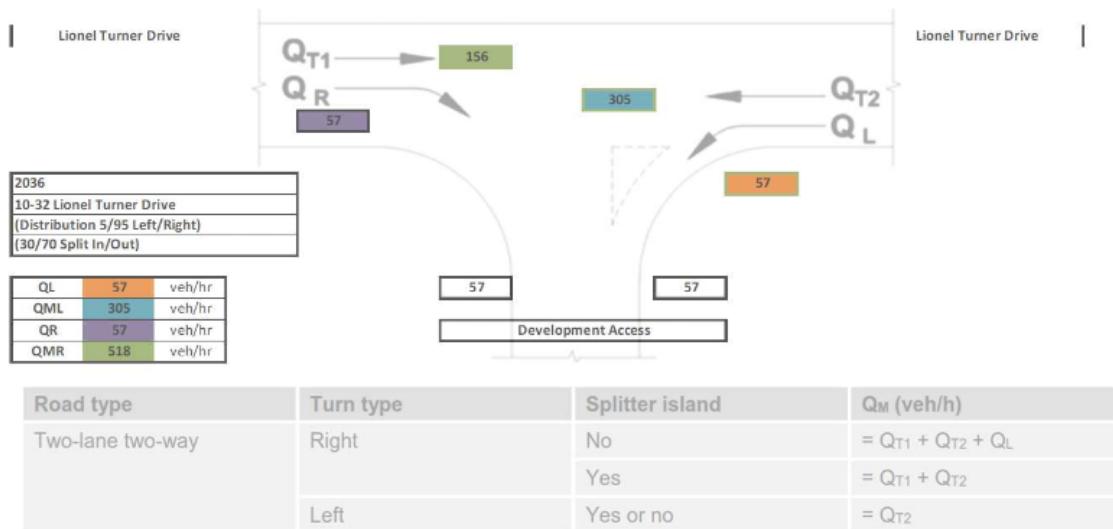 Lionel Turner Drive
Lionel Turner Drive
QT1
156
QR
57
305
QT2
QL
57
2036
10-32 Lionel Turner Drive
(Distribution 5/95 Left/Right)
(30/70 Split In/Out)
QL 57 veh/hr
QML 305 veh/hr
QR 57 veh/hr
QMR 518 veh/hr
57
57
Development Access
Road type Turn type Splitter island QM (veh/h)
Two-lane two-way Right No = QT1 + QT2 + QL
Yes = QT1 + QT2
Left Yes or no = QT2